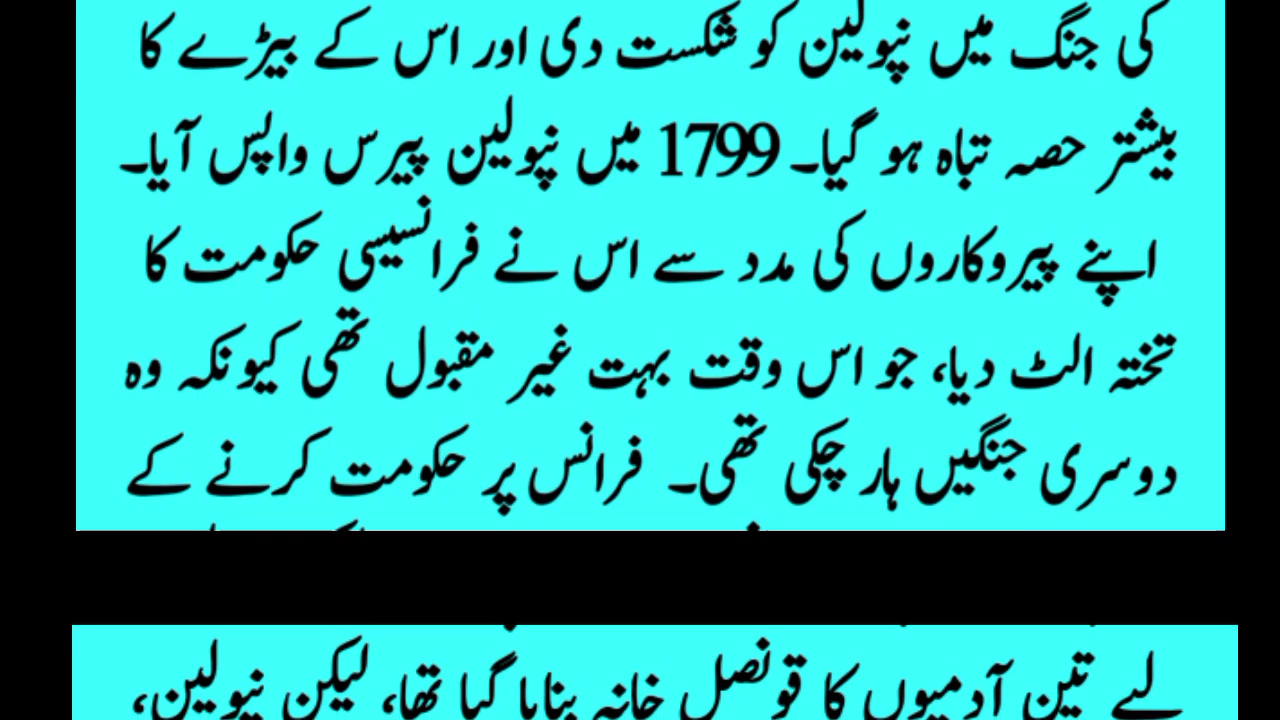 کی جنگ میں نپولین کو شکست دی اور اس کے بیڑے کا
بیشتر حصہ تباہ ہو گیا۔ 1799 میں نپولین پیرس واپس آیا۔
اپنے پیروکاروں کی مدد سے اس نے فرانسیسی حکومت کا
تختہ الٹ دیا، جو اس وقت بہت غیر مقبول تھی کیونکہ وہ
دوسری جنگیں ہار چکی تھی۔ فرانس پر حکومت کرنے کے
لیے تین آدمیوں کا قونصل خانہ بنایا گیا تھا، لیکن نپولین،